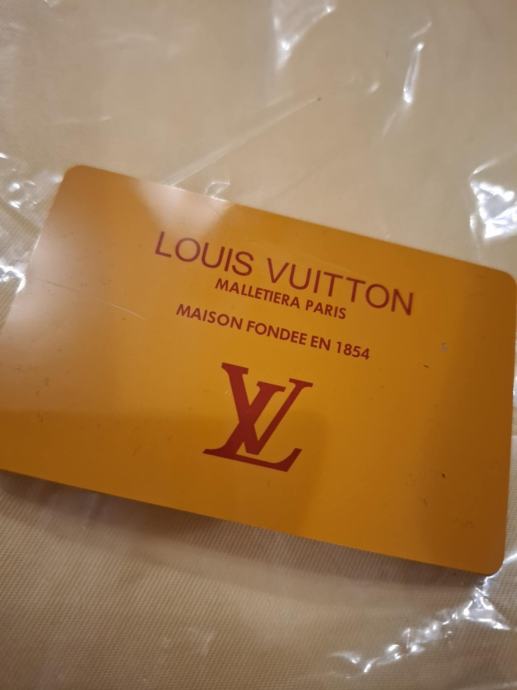 LOUIS VUITTON
MALLETIERA PARIS
MAISON FONDEE EN 1854
LV